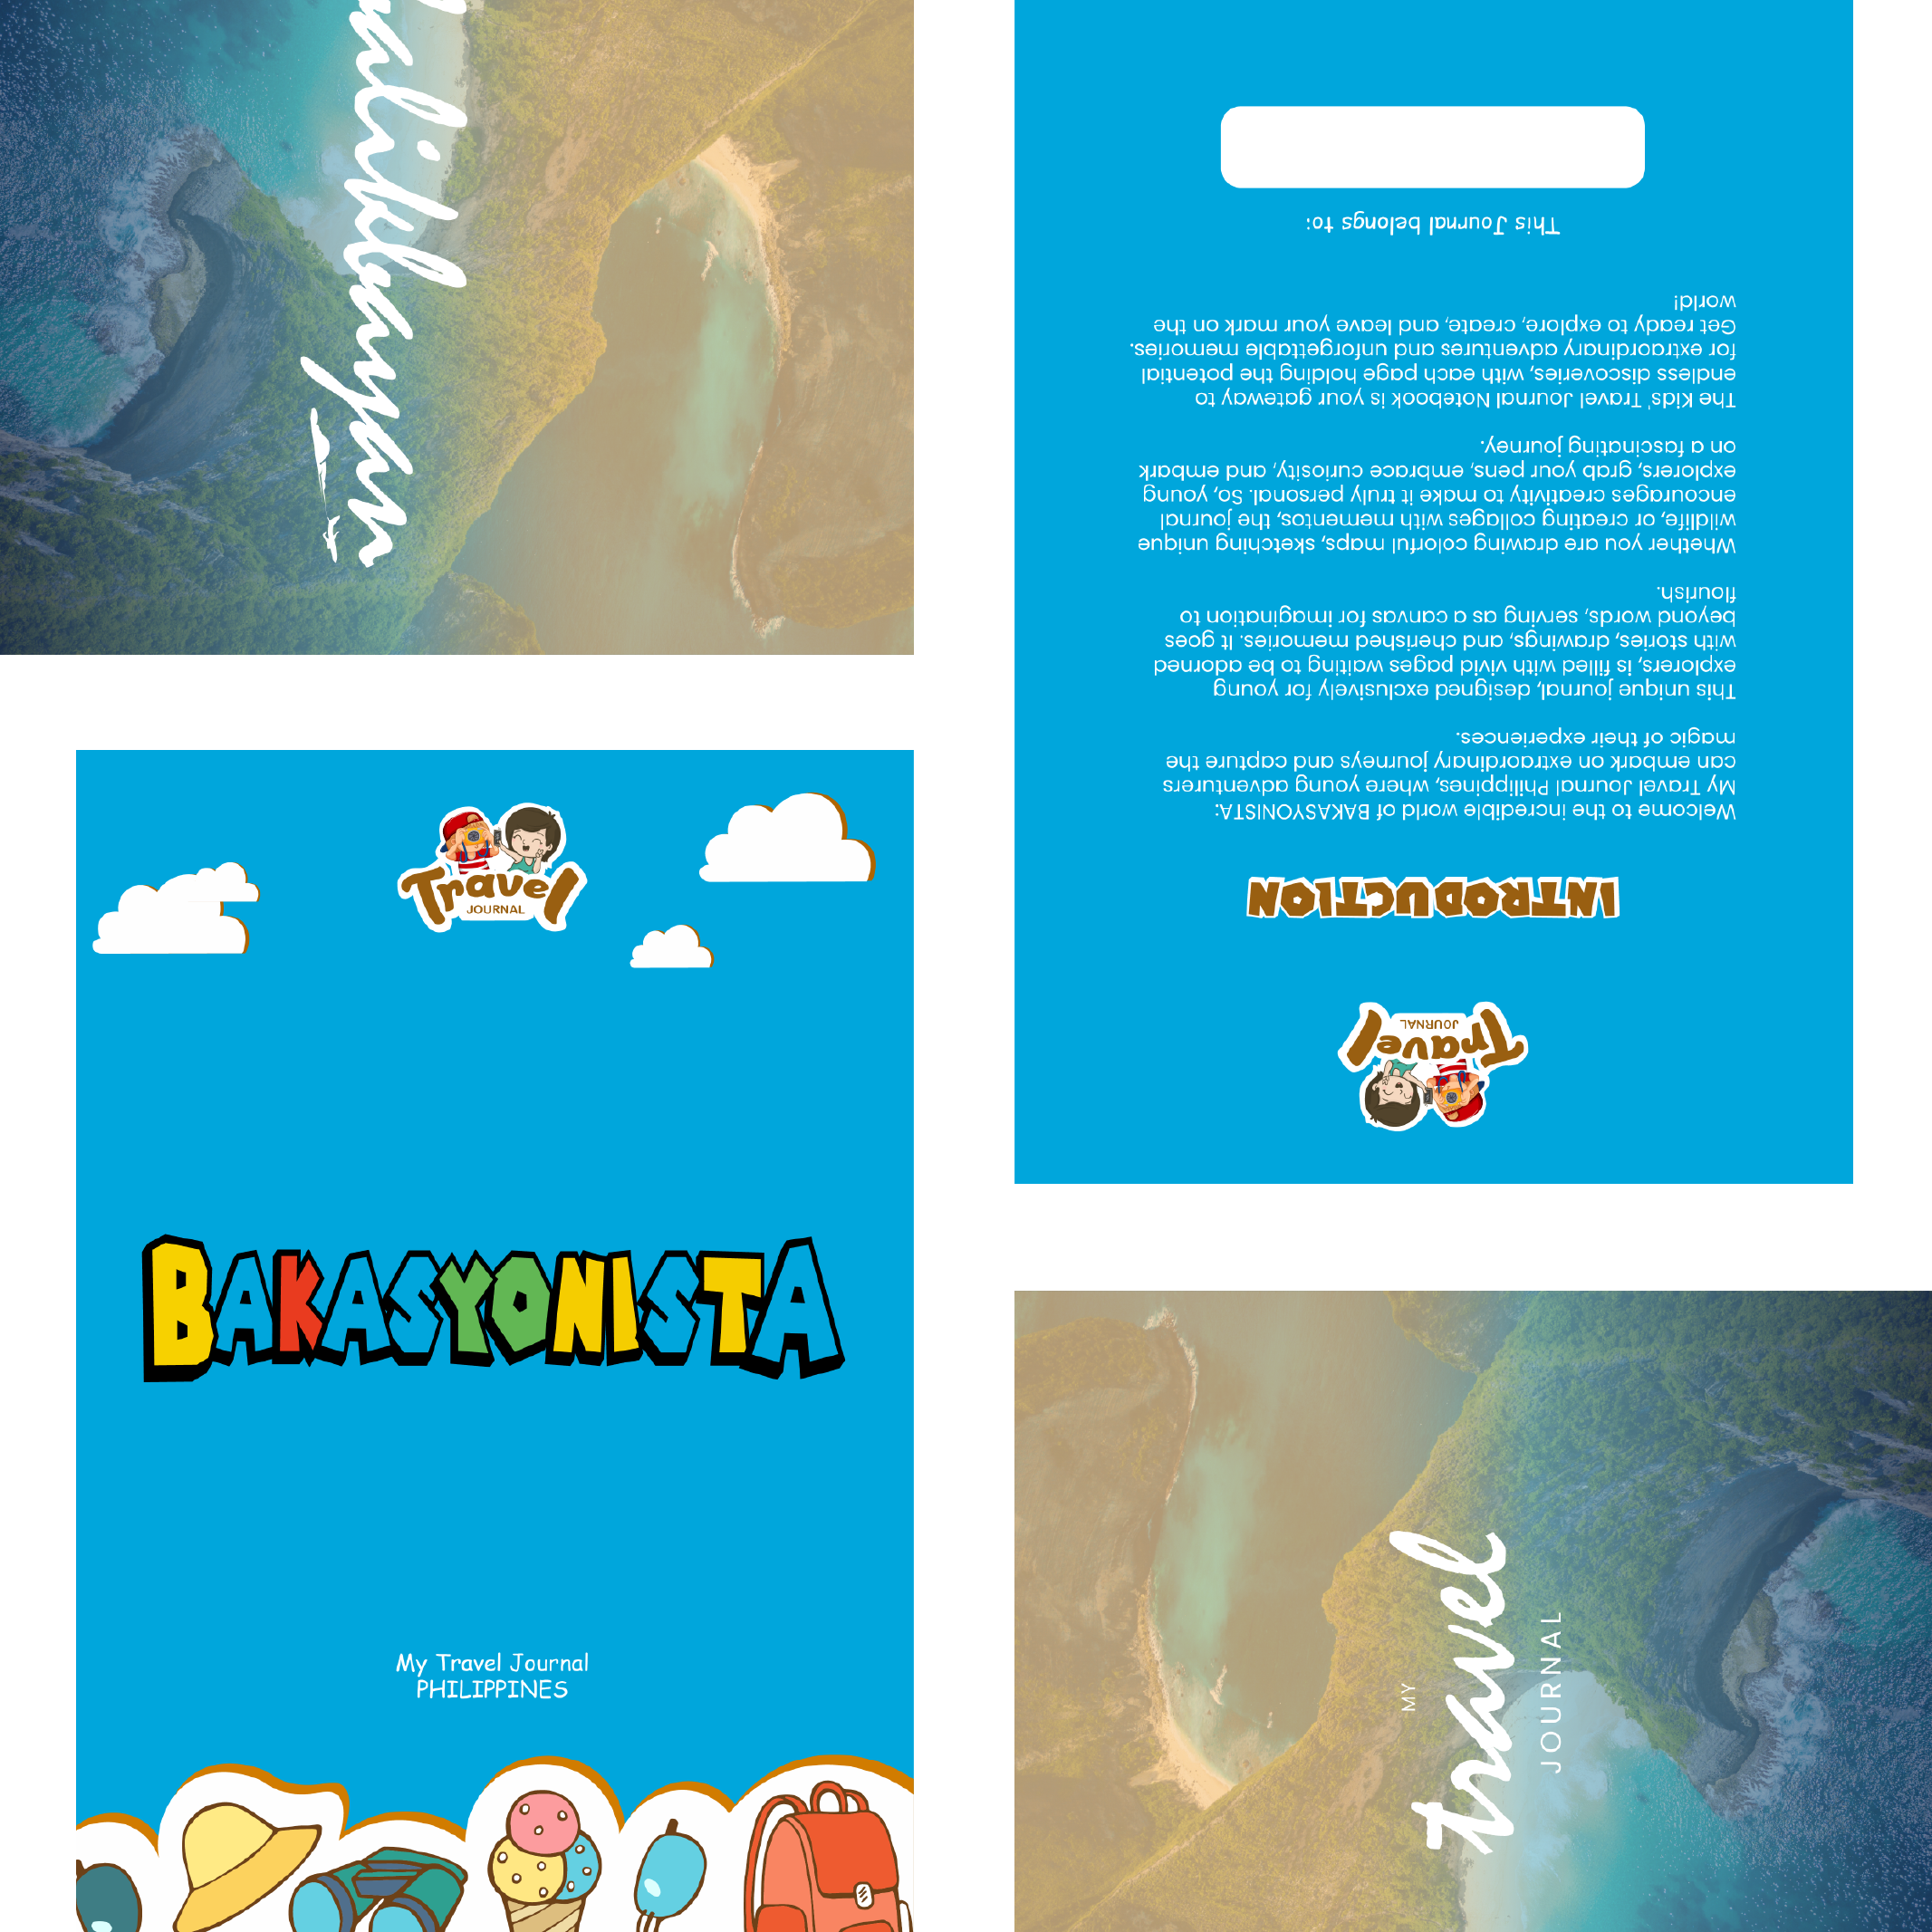 alikbayan
Travel
JOURNAL
BAKASYONISTA
My Travel Journal
PHILIPPINES
Travel
JOURNAL
INTRODUCTION
Welcome to the incredible world of BAKASYONISTA:
My Travel Journal Philippines, where young adventurers
can embark on extraordinary journeys and capture the
magic of their experiences.
This unique journal, designed exclusively for young
explorers, is filled with vivid pages waiting to be adorned
with stories, drawings, and cherished memories. It goes
beyond words, serving as a canvas for imagination to
flourish.
Whether you are drawing colorful maps, sketching unique
wildlife, or creating collages with mementos, the journal
encourages creativity to make it truly personal. So, young
explorers, grab your pens, embrace curiosity, and embark
on a fascinating journey.
The Kids' Travel Journal Notebook is your gateway to
endless discoveries, with each page holding the potential
for extraordinary adventures and unforgettable memories.
Get ready to explore, create, and leave your mark on the
world!
This Journal belongs to:
MY
travel
JOURNAL